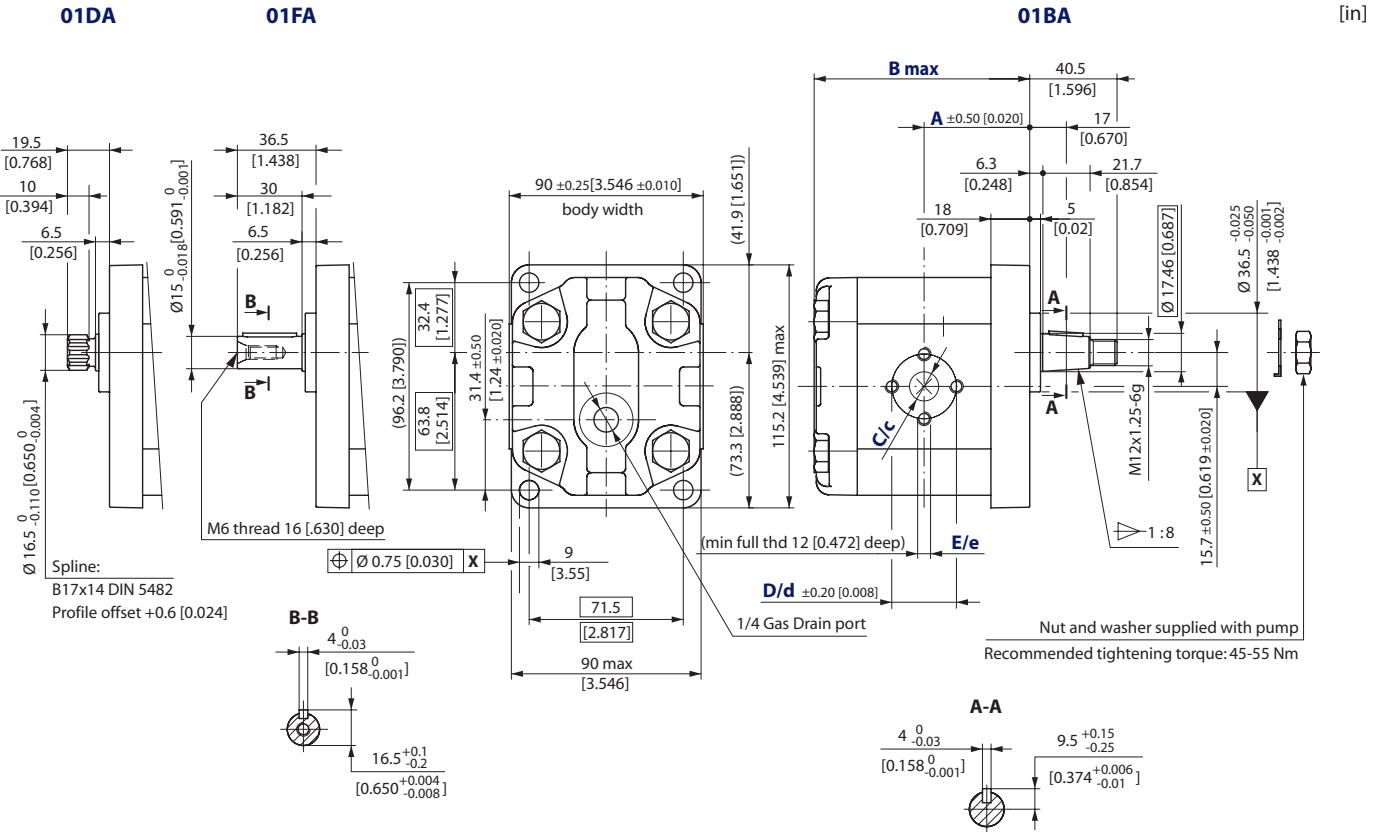 01DA
01FA
01BA
[in]
B max
40.5
[1.596]
A ±0.50 [0.020]
17
[0.670]
19.5
[0.768]
10
[0.394]
6.5
[0.256]
Ø 16.5 0 -0.110 [0.650 0 -0.004]
Spline:
B17x14 DIN 5482
Profile offset +0.6 [0.024]
36.5
[1.438]
30
[1.182]
6.5
[0.256]
Ø15 0 -0.018 [0.591 0 -0.001]
B
B
M6 thread 16 [.630] deep
90 ±0.25[3.546 ±0.010]
body width
(41.9 [1.651])
(96.2 [3.790])
32.4
[1.277]
63.8
[2.514]
31.4 ±0.50
[1.24 ±0.020]
(73.3 [2.888])
115.2 [4.539] max
Ø 0.75 [0.030] X
9
[3.55]
71.5
[2.817]
90 max
[3.546]
1/4 Gas Drain port
6.3
[0.248]
21.7
[0.854]
18
[0.709]
5
[0.02]
Ø 17.46 [0.687]
Ø 36.5 -0.025 -0.050
[1.438 -0.001 -0.002]
A
A
C/c
M12x1.25-6g
15.7 ±0.50 [0.619 ±0.020]
X
1 : 8
(min full thd 12 [0.472] deep)
E/e
D/d ±0.20 [0.008]
Nut and washer supplied with pump
Recommended tightening torque: 45-55 Nm
B-B
4 0 -0.03
[0.158 0 -0.001]
16.5 +0.1 -0.2
[0.650 +0.004 -0.008]
A-A
4 0 -0.03
[0.158 0 -0.001]
9.5 +0.15 -0.25
[0.374 +0.006 -0.01]